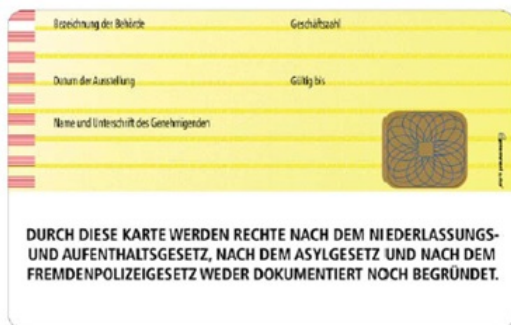 Bezeichnung der Behörde Geschäftszahl
Datum der Ausstellung Gültig bis
Name und Unterschrift des Genehmigenden
DURCH DIESE KARTE WERDEN RECHTE NACH DEM NIEDERLASSUNGS-
UND AUFENTHALTSGESETZ, NACH DEM ASYLGESETZ UND NACH DEM
FREMDENPOLIZEIGESETZ WEDER DOKUMENTIERT NOCH BEGRÜNDET.